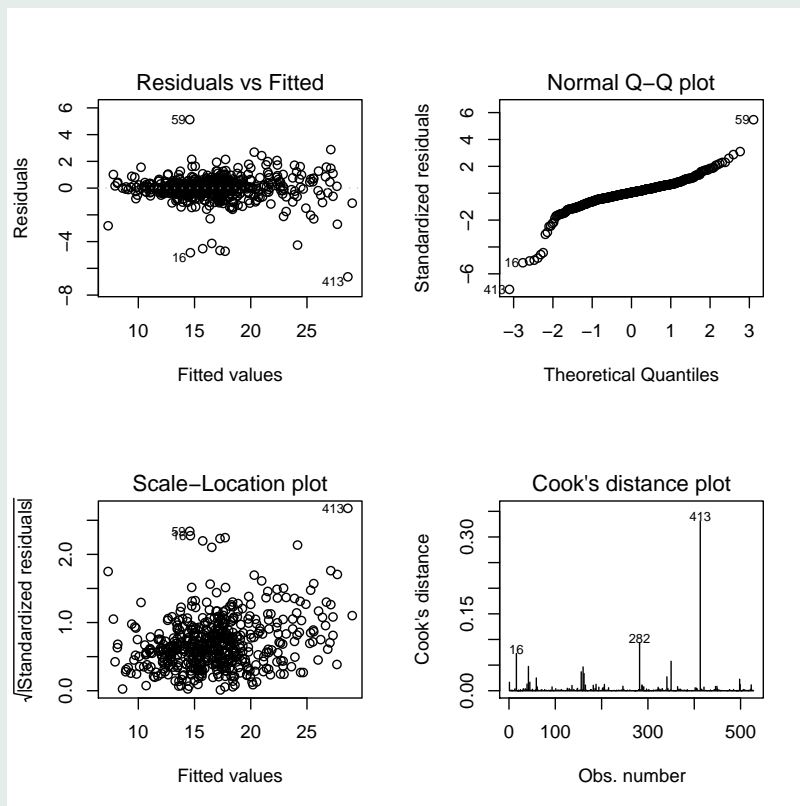 Residuals vs Fitted
Residuals
6
4
2
0
−4
−8
59
16
413
10 15 20 25
Fitted values
Normal Q−Q plot
Standardized residuals
6
4
2
−2
−6
59
16
413
−3 −2 −1 0 1 2 3
Theoretical Quantiles
Scale−Location plot
√|Standardized residuals|
2.0
1.0
0.0
413
59
16
10 15 20 25
Fitted values
Cook's distance plot
Cook's distance
0.30
0.15
0.00
413
282
16
0 100 300 500
Obs. number